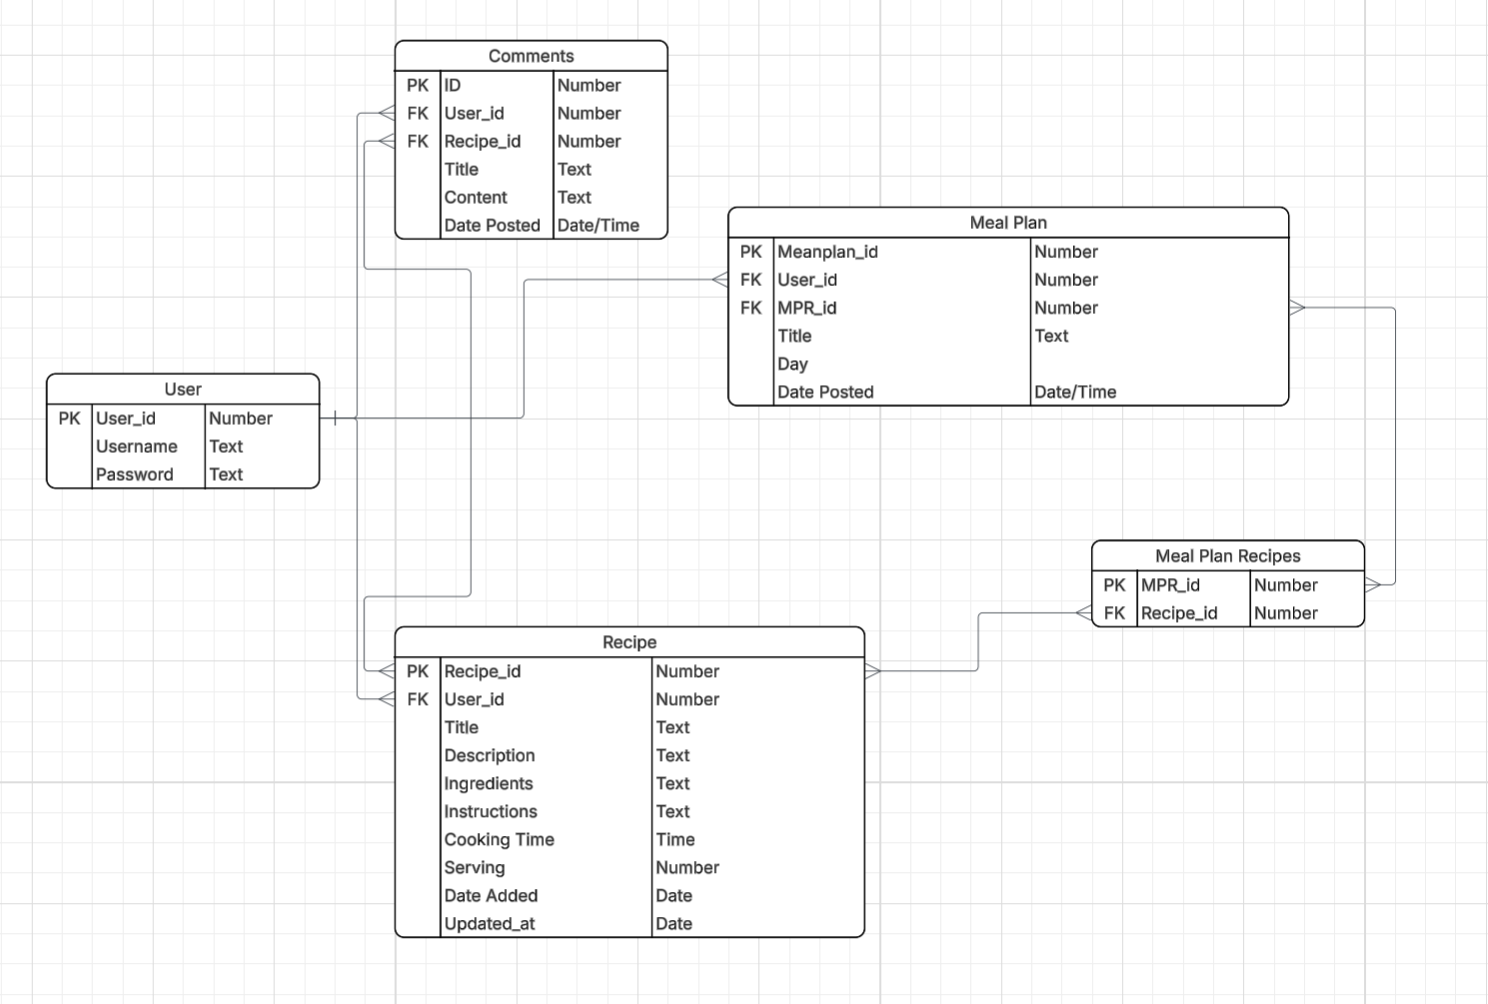 Comments
PK ID Number
FK User_id Number
FK Recipe_id Number
Title Text
Content Text
Date Posted Date/Time
Meal Plan
PK Meanplan_id Number
FK User_id Number
FK MPR_id Number
Title Text
Day
Date Posted Date/Time
User
PK User_id Number
Username Text
Password Text
Meal Plan Recipes
PK MPR_id Number
FK Recipe_id Number
Recipe
PK Recipe_id Number
FK User_id Number
Title Text
Description Text
Ingredients Text
Instructions Text
Cooking Time Time
Serving Number
Date Added Date
Updated_at Date